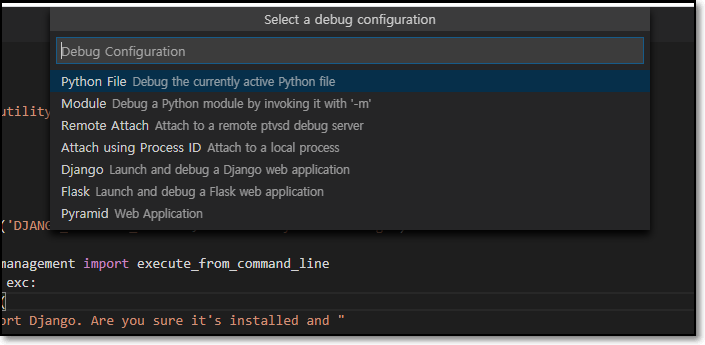 Select a debug configuration
Debug Configuration
Python File Debug the currently active Python file
Module Debug a Python module by invoking it with '-m'
Remote Attach Attach to a remote ptvsd debug server
utility
Attach using Process ID Attach to a local process
Django Launch and debug a Django web application
Flask Launch and debug a Flask web application
Pyramid Web Application
('DJANG
management import execute_from_command_line
exc:
(
ort Django. Are you sure it's installed and "